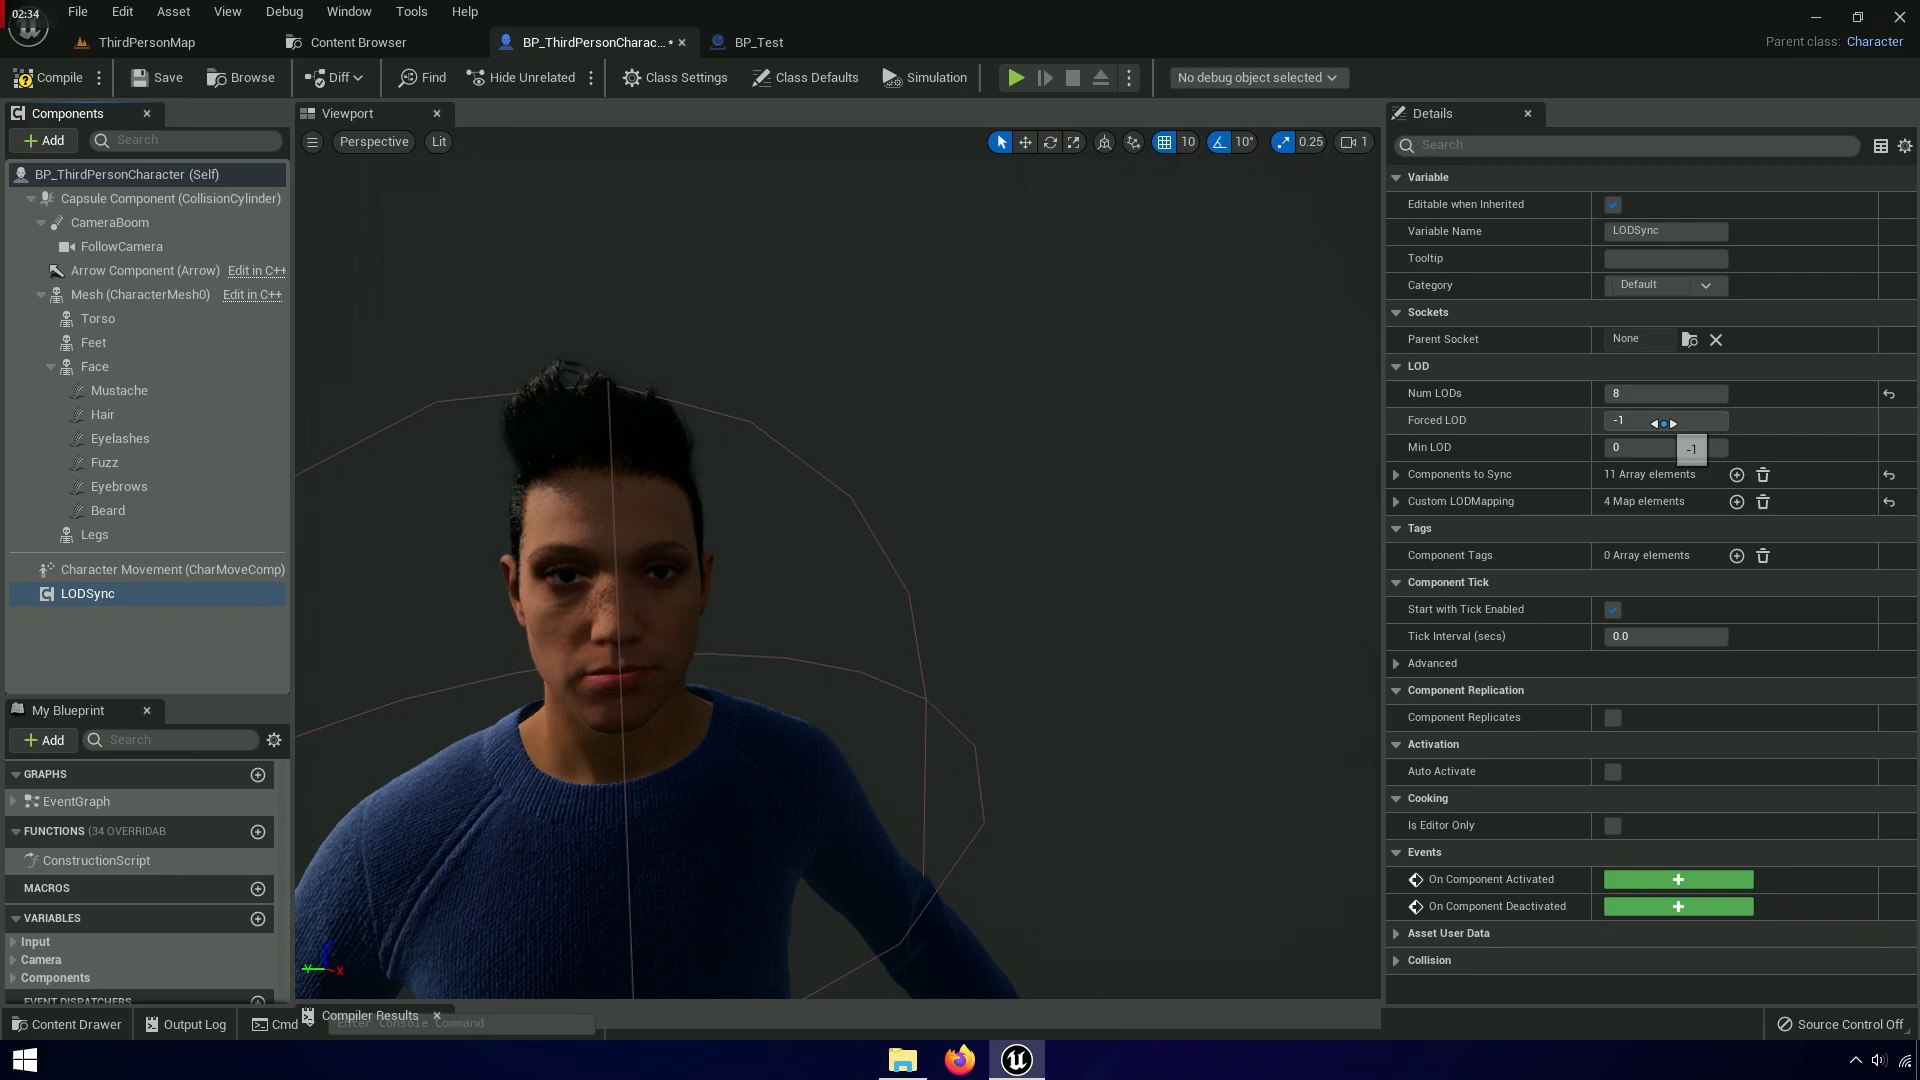 02:34
File Edit Asset View Debug Window Tools Help
ThirdPersonMap
Content Browser
BP_ThirdPersonCharac... •
BP_Test
Parent class: Character
Compile
Save
Browse
Diff
Find
Hide Unrelated
Class Settings
Class Defaults
Simulation
No debug object selected
Components
Add
Search
BP_ThirdPersonCharacter (Self)
Capsule Component (CollisionCylinder)
CameraBoom
FollowCamera
Arrow Component (Arrow) Edit in C++
Mesh (CharacterMesh0) Edit in C++
Torso
Feet
Face
Mustache
Hair
Eyelashes
Fuzz
Eyebrows
Beard
Legs
Character Movement (CharMoveComp)
LODSync
My Blueprint
Add
Search
GRAPHS
EventGraph
FUNCTIONS (34 OVERRIDAB
ConstructionScript
MACROS
VARIABLES
Input
Camera
Components
EVENT DISPATCHERS
Viewport
Perspective
Lit
10
10°
0.25
1
Y
X
Details
Search
Variable
Editable when Inherited
Variable Name LODSync
Tooltip
Category Default
Sockets
Parent Socket None
LOD
Num LODs 8
Forced LOD -1
Min LOD 0
-1
Components to Sync 11 Array elements
Custom LODMapping 4 Map elements
Tags
Component Tags 0 Array elements
Component Tick
Start with Tick Enabled
Tick Interval (secs) 0.0
Advanced
Component Replication
Component Replicates
Activation
Auto Activate
Cooking
Is Editor Only
Events
On Component Activated
On Component Deactivated
Asset User Data
Collision
Compiler Results
Content Drawer
Output Log
Cmd
Enter Console Command
Source Control Off